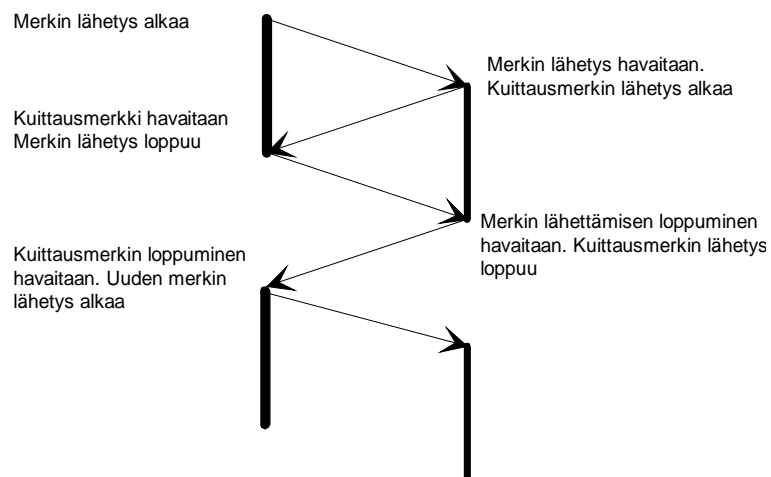 Merkin lähetys alkaa
Merkin lähetys havaitaan.
Kuittausmerkin lähetys alkaa
Kuittausmerkki havaitaan
Merkin lähetys loppuu
Merkin lähettämisen loppuminen
havaitaan. Kuittausmerkin lähetys
loppuu
Kuittausmerkin loppuminen
havaitaan. Uuden merkin
lähetys alkaa